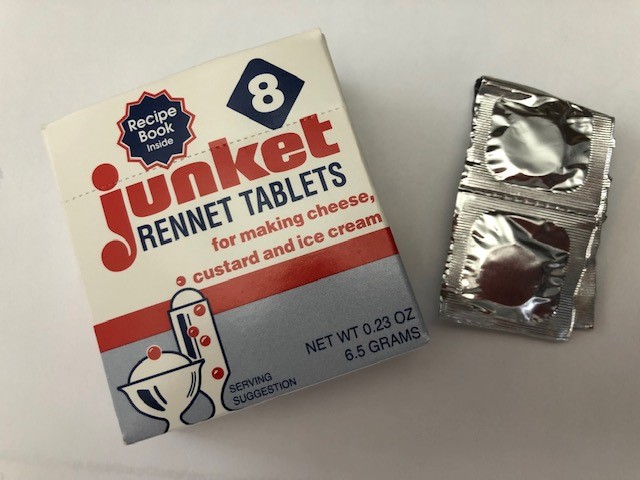 8
Recipe
Book
Inside
junket
RENNET TABLETS
for making cheese,
custard and ice cream
NET WT 0.23 OZ
6.5 GRAMS
SERVING
SUGGESTION